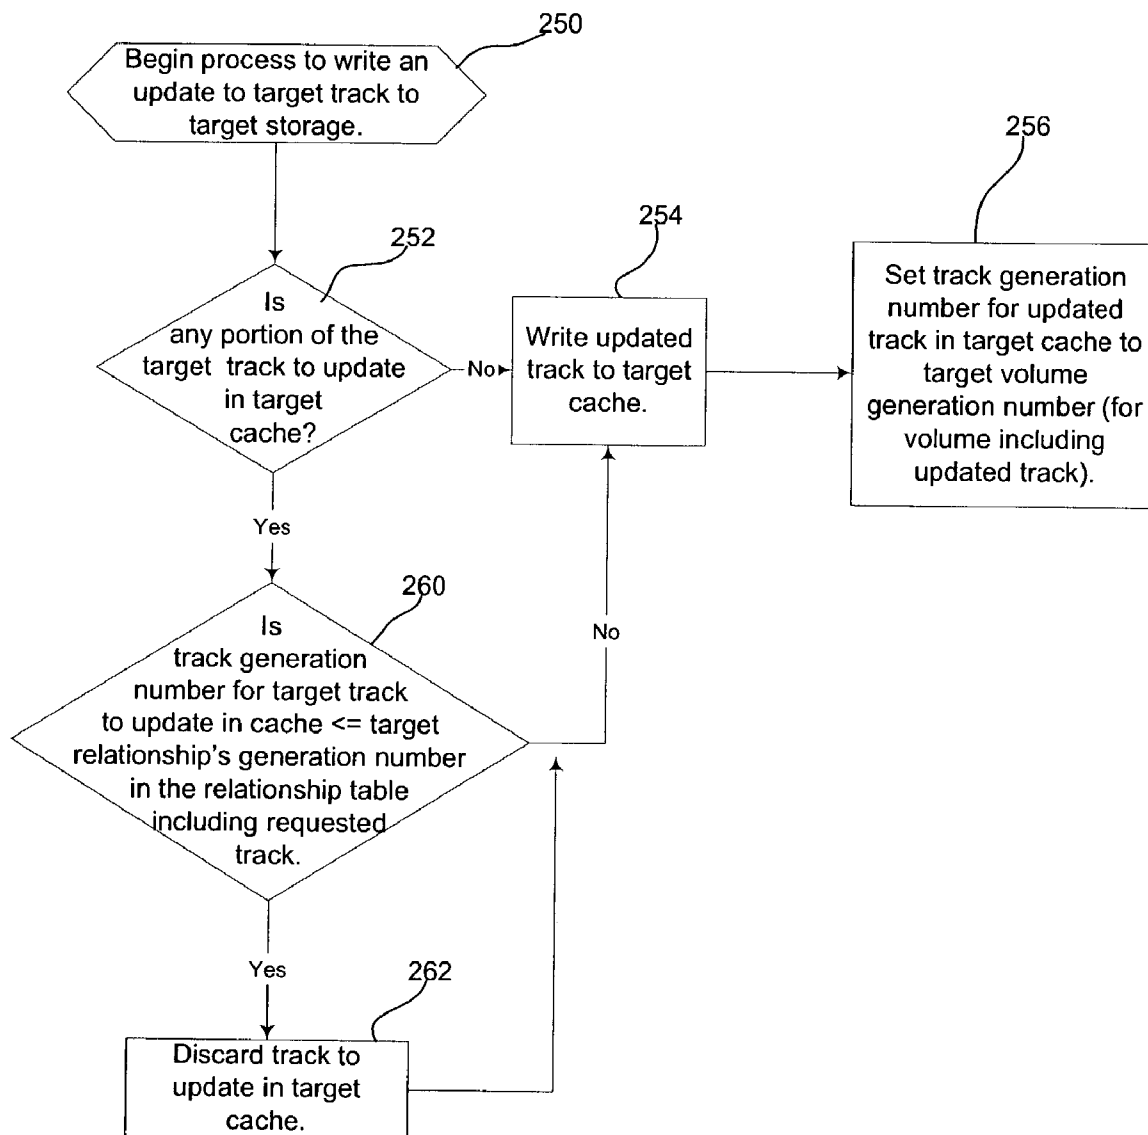 250
Begin process to write an
update to target track to
target storage.
256
254
252
Is
any portion of the
target track to update
in target
cache?
No
Write updated
track to target
cache.
Set track generation
number for updated
track in target cache to
target volume
generation number (for
volume including
updated track).
Yes
260
Is
track generation
number for target track
to update in cache <= target
relationship's generation number
in the relationship table
including requested
track.
No
Yes
262
Discard track to
update in target
cache.